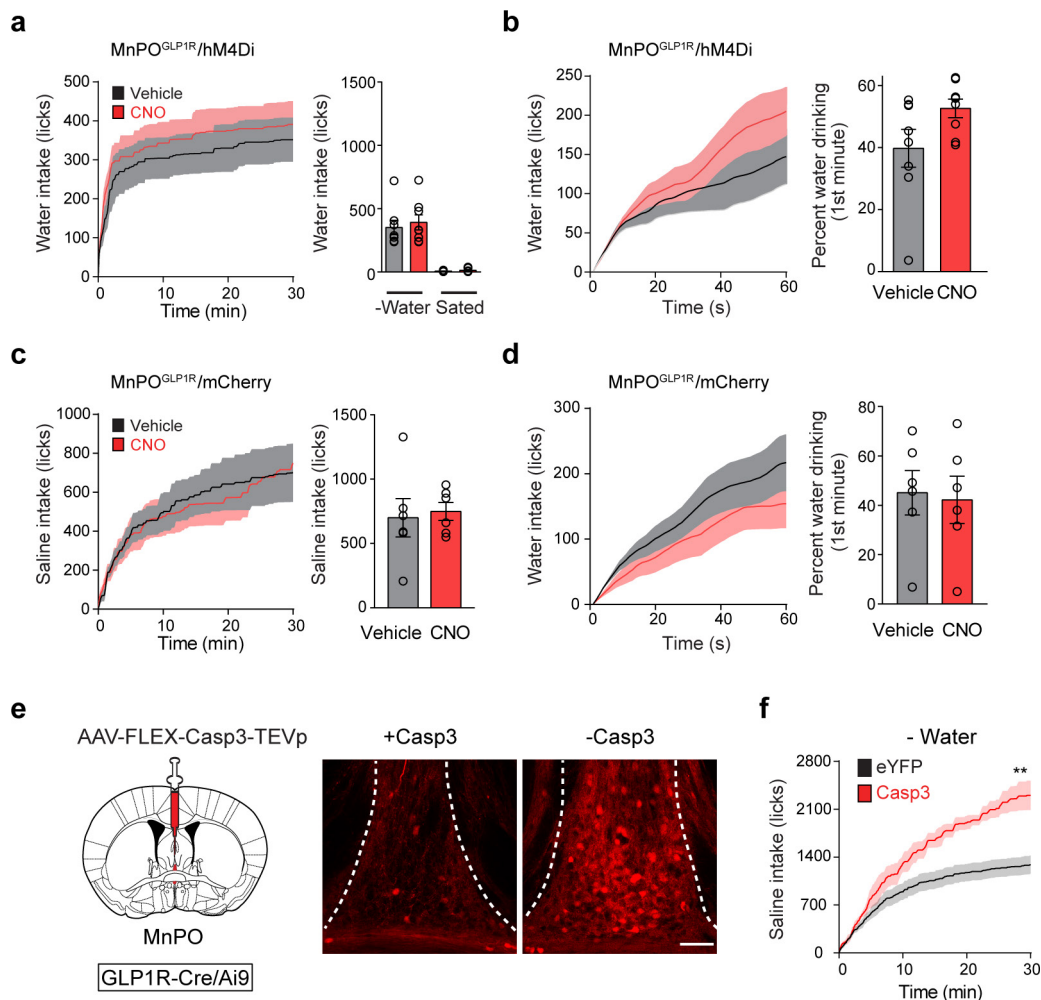 a
MnPO^GLP1R/hM4Di
Water intake (licks)
500
400
300
200
100
0
Vehicle
CNO
0
10
20
30
Time (min)
Water intake (licks)
1500
1000
500
0
-Water Sated
b
MnPO^GLP1R/hM4Di
Water intake (licks)
250
200
150
100
50
0
0
20
40
60
Time (s)
Percent water drinking
(1st minute)
60
40
20
0
Vehicle CNO
c
MnPO^GLP1R/mCherry
Saline intake (licks)
1000
800
600
400
200
0
Vehicle
CNO
0
10
20
30
Time (min)
Saline intake (licks)
1500
1000
500
0
Vehicle CNO
d
MnPO^GLP1R/mCherry
Water intake (licks)
300
200
100
0
0
20
40
60
Time (s)
Percent water drinking
(1st minute)
80
60
40
20
0
Vehicle CNO
e
AAV-FLEX-Casp3-TEVp
MnPO
GLP1R-Cre/Ai9
+Casp3
-Casp3
f
- Water
Saline intake (licks)
2800
2100
1400
700
0
eYFP
Casp3
**
0
10
20
30
Time (min)